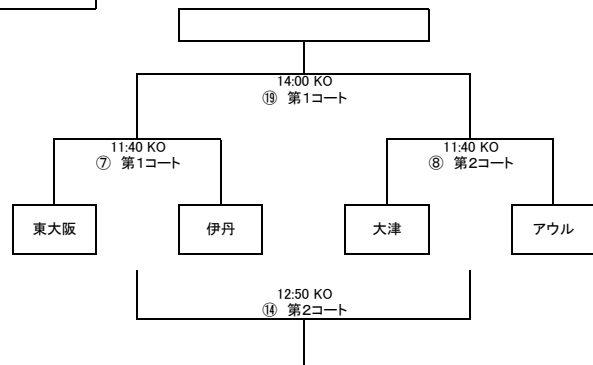 14:00 KO
⑲ 第1コート
11:40 KO
⑦ 第1コート
11:40 KO
⑧ 第2コート
東大阪
伊丹
大津
アウル
12:50 KO
⑭ 第2コート